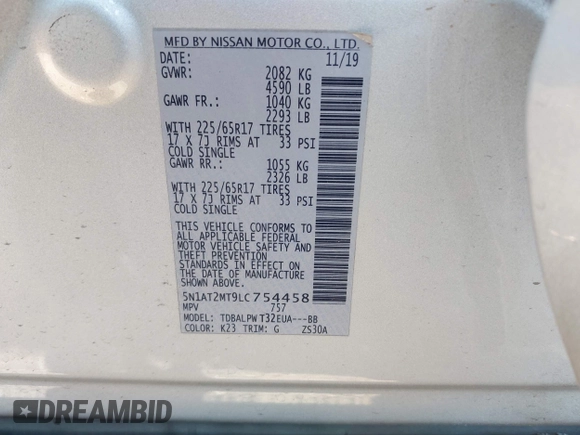 MFD BY NISSAN MOTOR CO., LTD.
DATE: 11/19
GVWR: 2082 KG
4590 LB
GAWR FR.: 1040 KG
2293 LB
WITH 225/65R17 TIRES
17 X 7J RIMS AT 33 PSI
COLD SINGLE
GAWR RR.: 1055 KG
2326 LB
WITH 225/65R17 TIRES
17 X 7J RIMS AT 33 PSI
COLD SINGLE
THIS VEHICLE CONFORMS TO
ALL APPLICABLE FEDERAL
MOTOR VEHICLE SAFETY AND
THEFT PREVENTION
STANDARDS IN EFFECT ON
THE DATE OF MANUFACTURE
SHOWN ABOVE.
5N1AT2MT9LC754458
MPV 757
MODEL: TDBALPW T32EUA---BB
COLOR: K23 TRIM: G ZS30A
DREAMBID